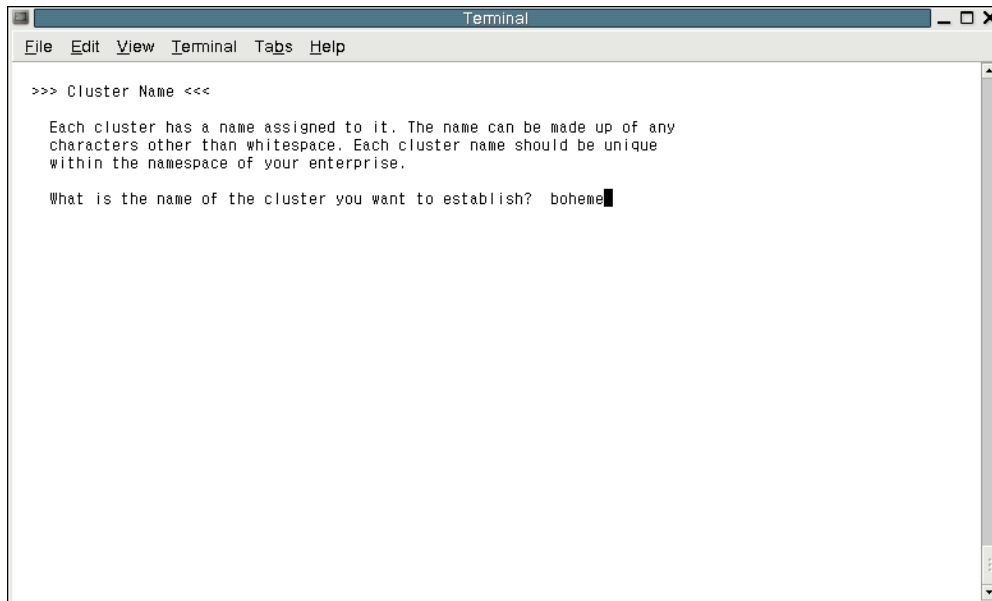 Terminal
File Edit View Terminal Tabs Help
>>> Cluster Name <<<
Each cluster has a name assigned to it. The name can be made up of any
characters other than whitespace. Each cluster name should be unique
within the namespace of your enterprise.
What is the name of the cluster you want to establish? boheme